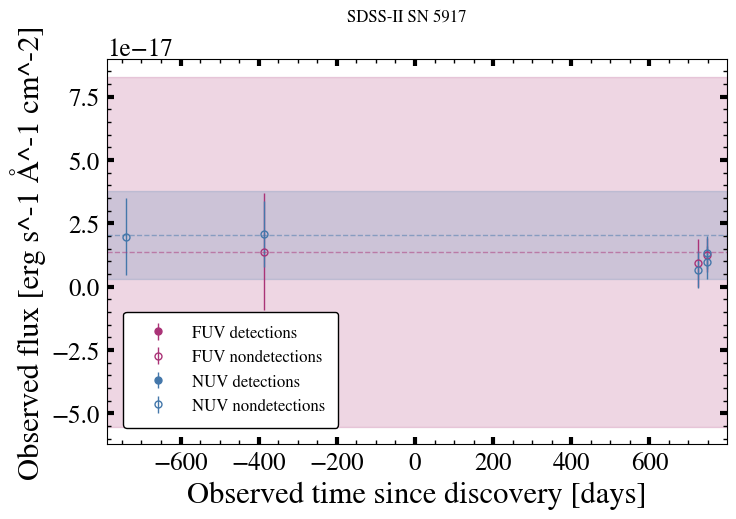 SDSS-II SN 5917
1e−17
Observed flux [erg s^-1 Å^-1 cm^-2]
7.5
5.0
2.5
0.0
−2.5
−5.0
FUV detections
FUV nondetections
NUV detections
NUV nondetections
−600 −400 −200 0 200 400 600
Observed time since discovery [days]